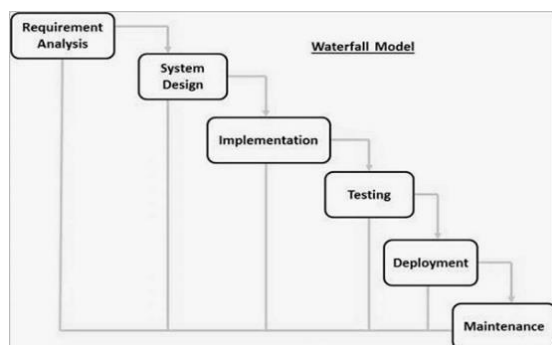 Requirement
Analysis
Waterfall Model
System
Design
Implementation
Testing
Deployment
Maintenance